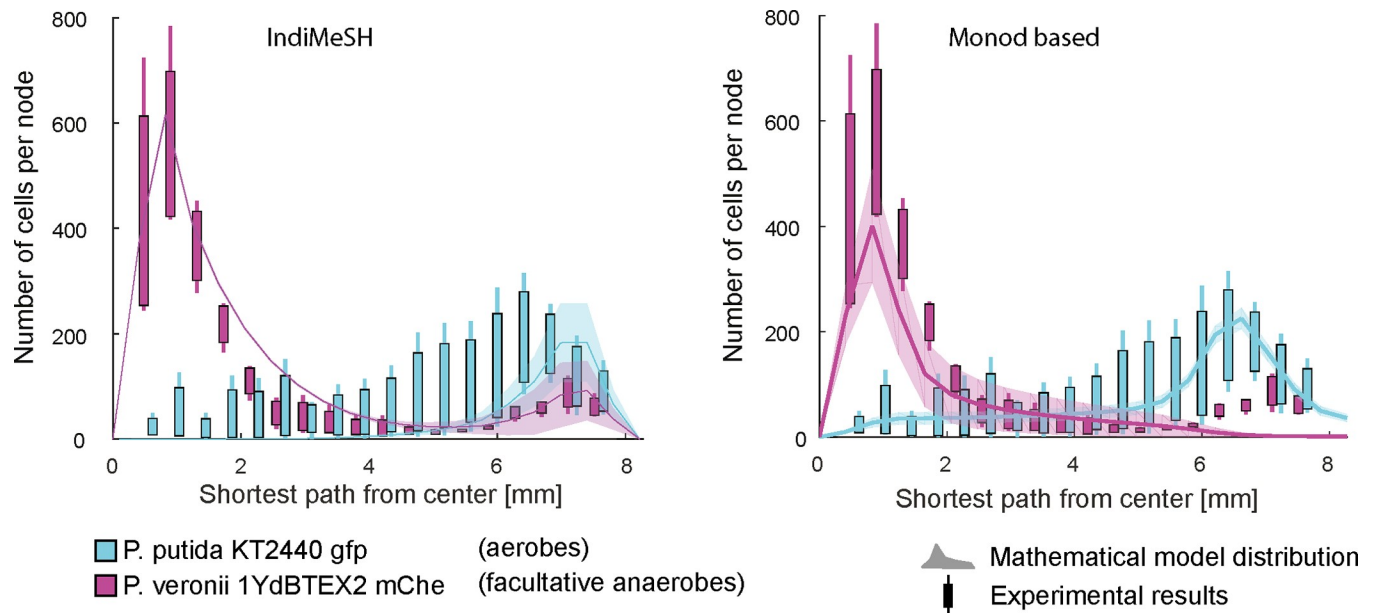 IndiMeSH
Number of cells per node
800
600
400
200
0
0 2 4 6 8
Shortest path from center [mm]
Monod based
Number of cells per node
800
600
400
200
0
0 2 4 6 8
Shortest path from center [mm]
P. putida KT2440 gfp (aerobes)
P. veronii 1YdBTEX2 mChe (facultative anaerobes)
Mathematical model distribution
Experimental results